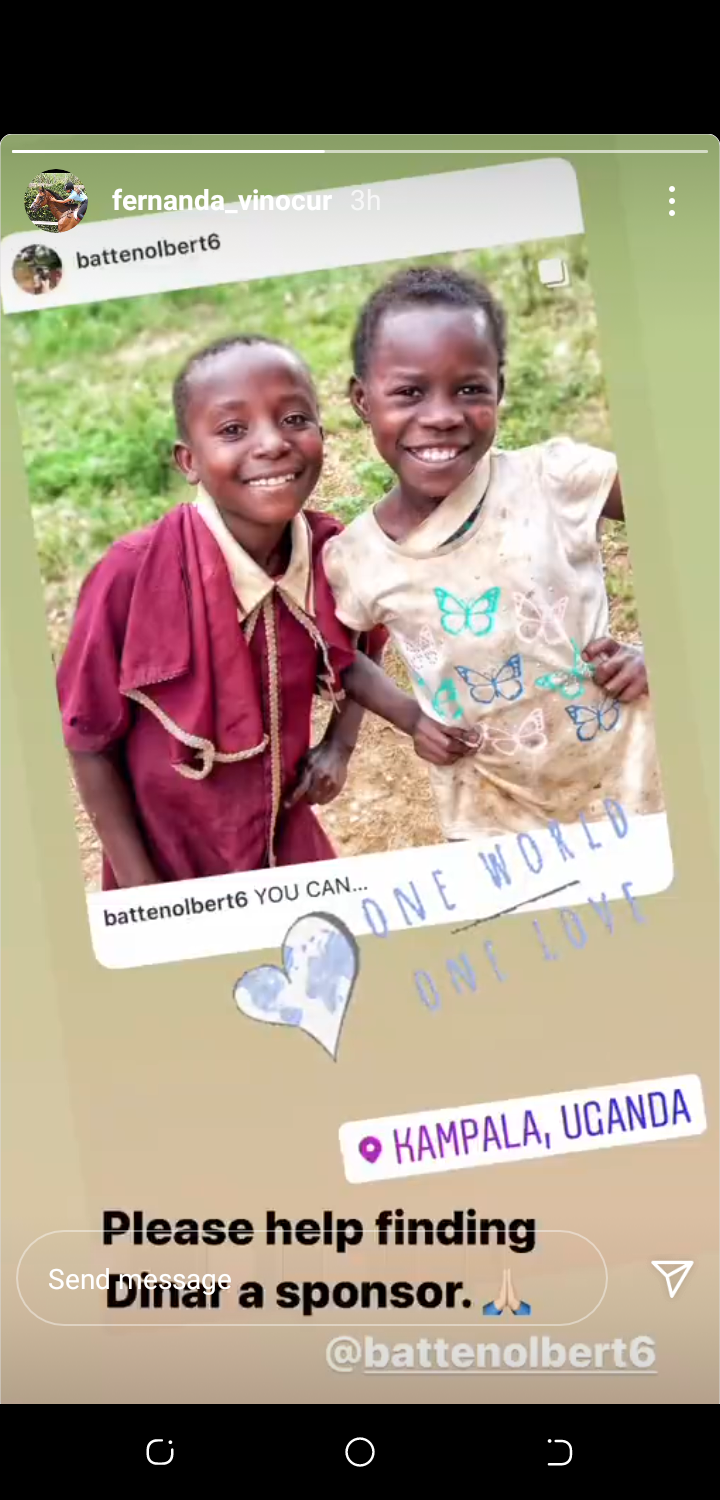 fernanda_vinocur 3h
battenolbert6
battenolbert6 YOU CAN...
ONE WORLD
ONE LOVE
KAMPALA, UGANDA
Please help finding
Dinar a sponsor. 🙏🏼
Send message
@battenolbert6